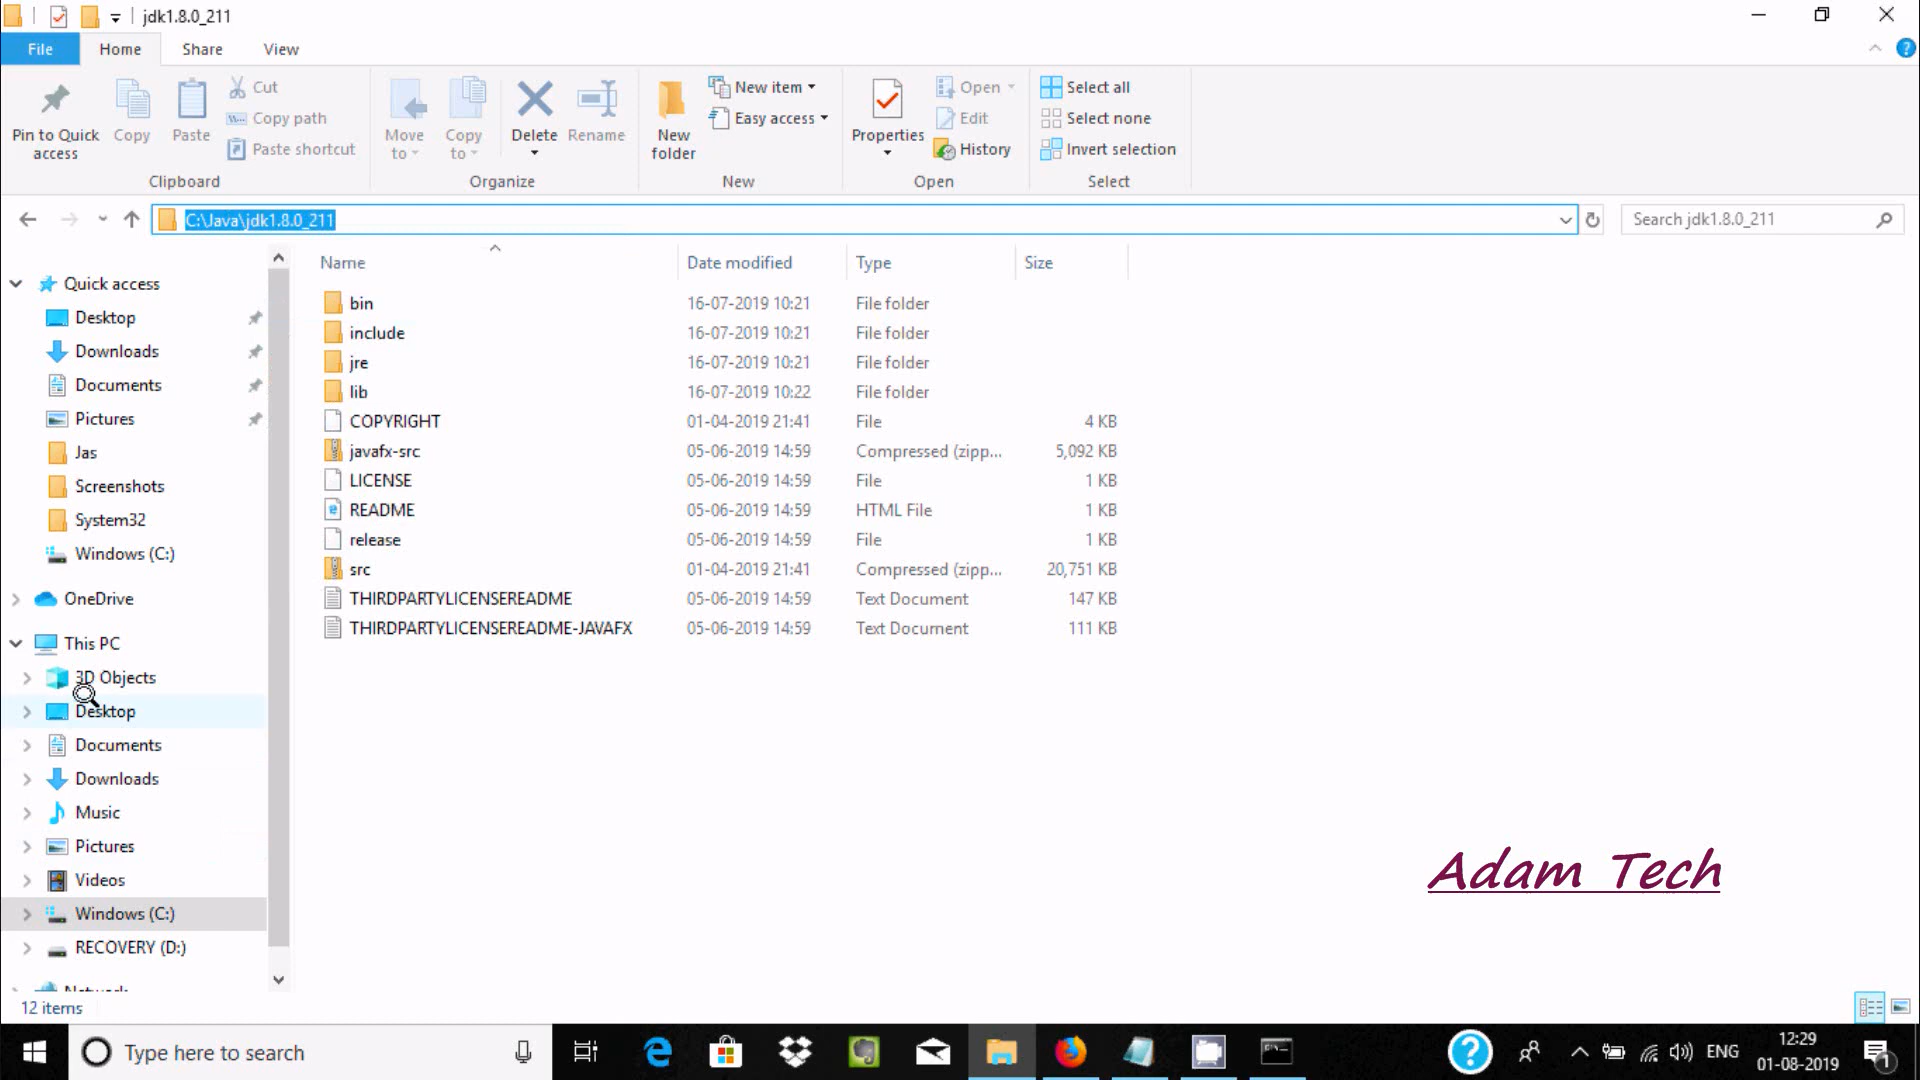 jdk1.8.0_211
File Home Share View
Pin to Quick access
Copy
Paste
Cut
Copy path
Paste shortcut
Clipboard
Move to
Copy to
Delete
Rename
Organize
New folder
New item
Easy access
New
Properties
Open
Edit
History
Open
Select all
Select none
Invert selection
Select
C:\Java\jdk1.8.0_211
Search jdk1.8.0_211
Quick access
Desktop
Downloads
Documents
Pictures
Jas
Screenshots
System32
Windows (C:)
OneDrive
This PC
3D Objects
Desktop
Documents
Downloads
Music
Pictures
Videos
Windows (C:)
RECOVERY (D:)
Network
Name Date modified Type Size
bin 16-07-2019 10:21 File folder
include 16-07-2019 10:21 File folder
jre 16-07-2019 10:21 File folder
lib 16-07-2019 10:22 File folder
COPYRIGHT 01-04-2019 21:41 File 4 KB
javafx-src 05-06-2019 14:59 Compressed (zipp... 5,092 KB
LICENSE 05-06-2019 14:59 File 1 KB
README 05-06-2019 14:59 HTML File 1 KB
release 05-06-2019 14:59 File 1 KB
src 01-04-2019 21:41 Compressed (zipp... 20,751 KB
THIRDPARTYLICENSEREADME 05-06-2019 14:59 Text Document 147 KB
THIRDPARTYLICENSEREADME-JAVAFX 05-06-2019 14:59 Text Document 111 KB
Adam Tech
12 items
Type here to search
ENG
12:29
01-08-2019
1